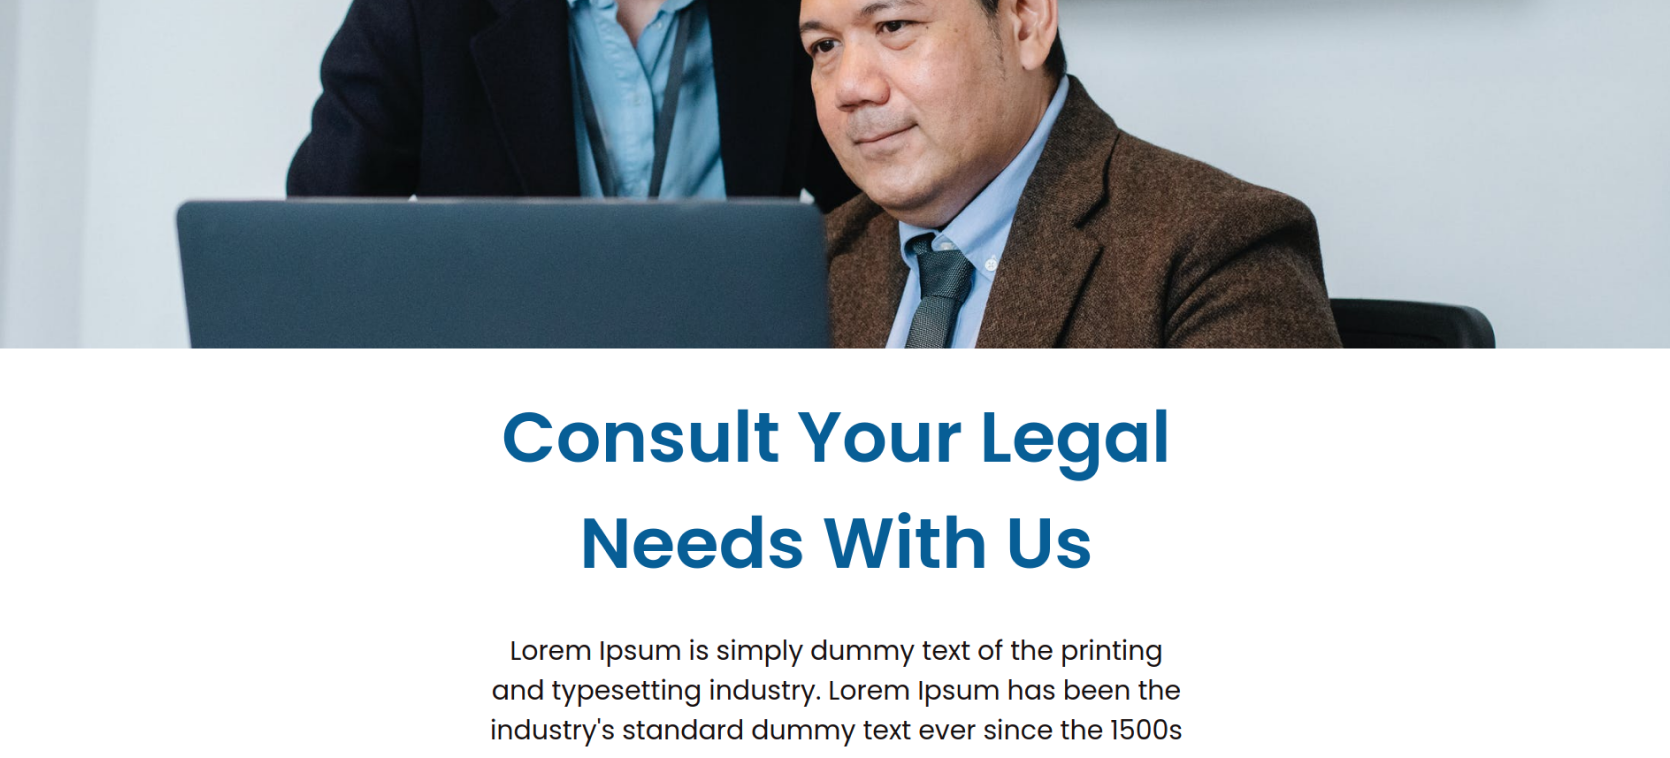 Consult Your Legal
Needs With Us
Lorem Ipsum is simply dummy text of the printing
and typesetting industry. Lorem Ipsum has been the
industry's standard dummy text ever since the 1500s